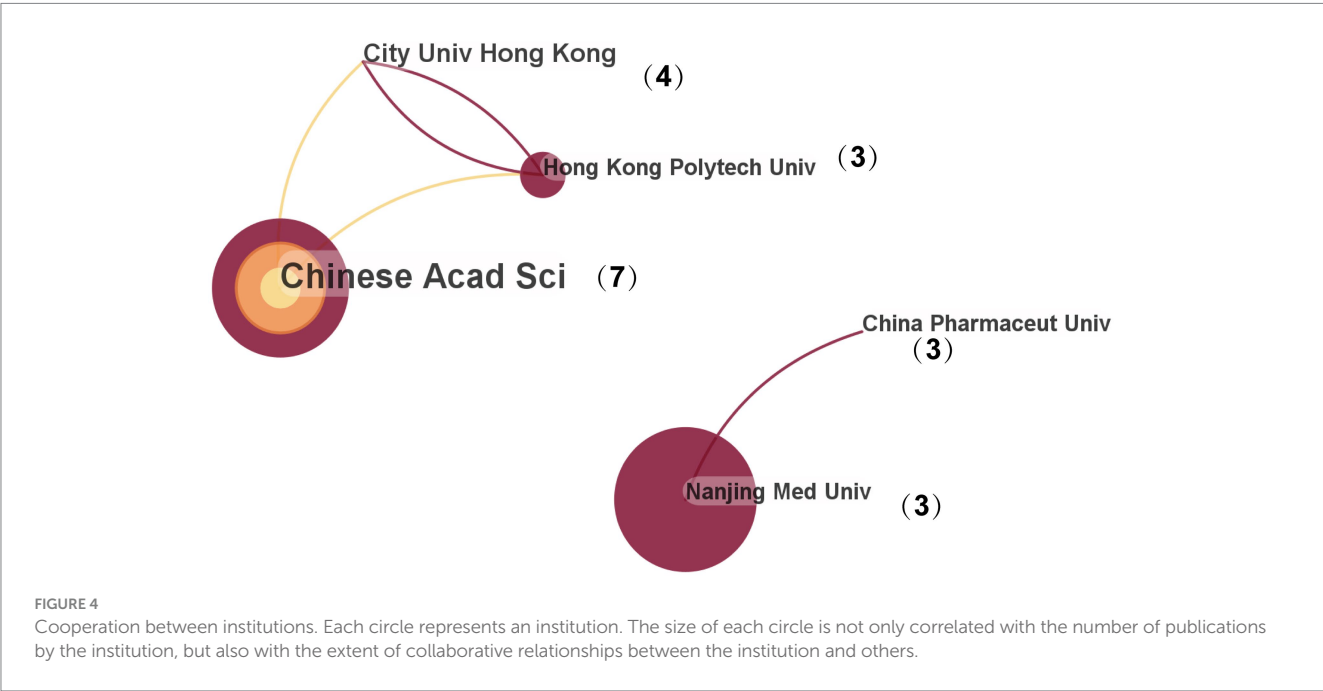 City Univ Hong Kong
（4）
Hong Kong Polytech Univ （3）
Chinese Acad Sci （7）
China Pharmaceut Univ
（3）
Nanjing Med Univ （3）
FIGURE 4
Cooperation between institutions. Each circle represents an institution. The size of each circle is not only correlated with the number of publications
by the institution, but also with the extent of collaborative relationships between the institution and others.